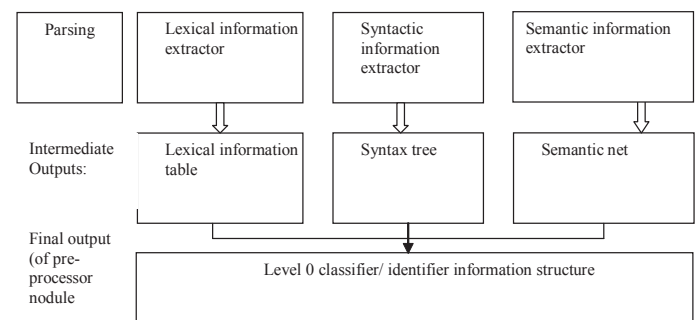 Parsing
Lexical information
extractor
Syntactic
information
extractor
Semantic information
extractor
Intermediate
Outputs:
Lexical information
table
Syntax tree
Semantic net
Final output
(of pre-
processor
nodule
Level 0 classifier/ identifier information structure